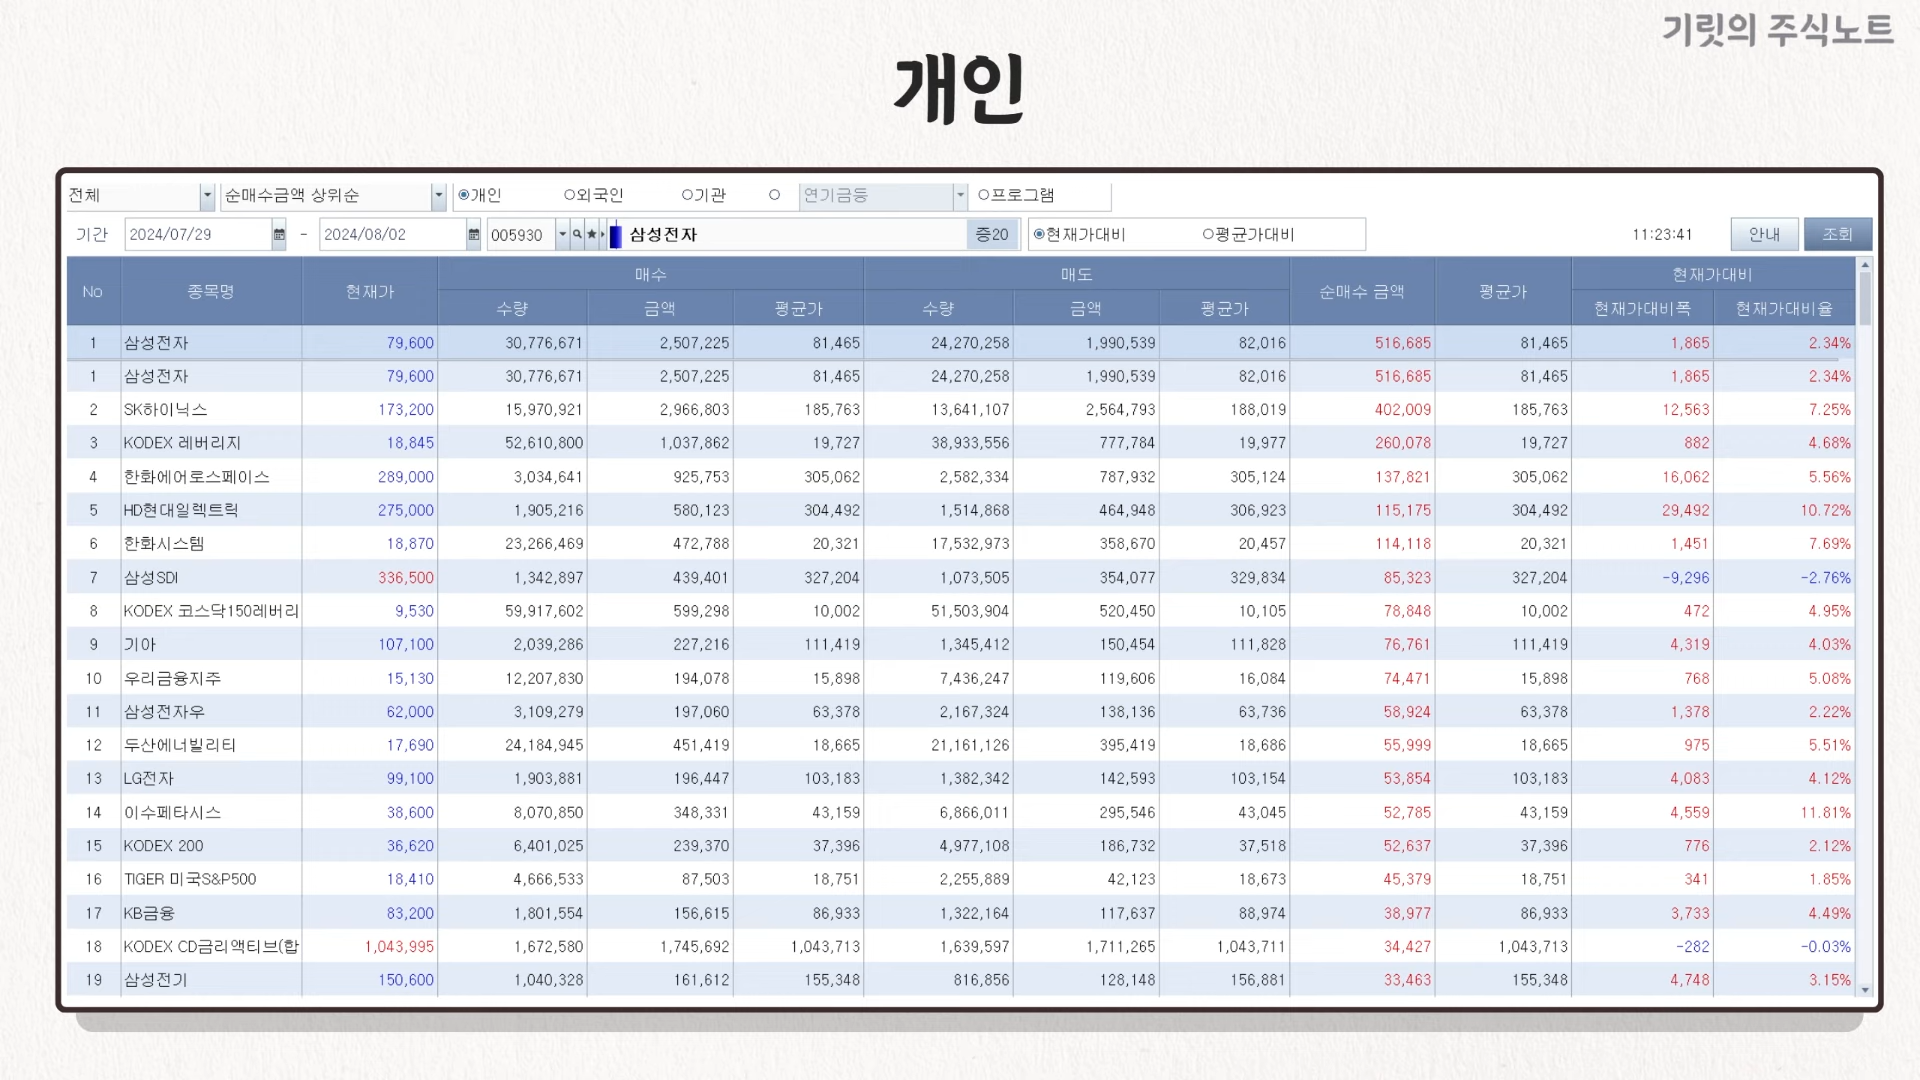 기릿의 주식노트
개인
전체 순매수금액 상위순 개인 외국인 기관 연기금등 프로그램
기간 2024/07/29 - 2024/08/02 005930 삼성전자 증20 현재가대비 평균가대비 11:23:41 안내 조회
No 종목명 현재가 매수 매도 순매수 금액 평균가 현재가대비
수량 금액 평균가 수량 금액 평균가 현재가대비폭 현재가대비율
1 삼성전자 79,600 30,776,671 2,507,225 81,465 24,270,258 1,990,539 82,016 516,685 81,465 1,865 2.34%
1 삼성전자 79,600 30,776,671 2,507,225 81,465 24,270,258 1,990,539 82,016 516,685 81,465 1,865 2.34%
2 SK하이닉스 173,200 15,970,921 2,966,803 185,763 13,641,107 2,564,793 188,019 402,009 185,763 12,563 7.25%
3 KODEX 레버리지 18,845 52,610,800 1,037,862 19,727 38,933,556 777,784 19,977 260,078 19,727 882 4.68%
4 한화에어로스페이스 289,000 3,034,641 925,753 305,062 2,582,334 787,932 305,124 137,821 305,062 16,062 5.56%
5 HD현대일렉트릭 275,000 1,905,216 580,123 304,492 1,514,868 464,948 306,923 115,175 304,492 29,492 10.72%
6 한화시스템 18,870 23,266,469 472,788 20,321 17,532,973 358,670 20,457 114,118 20,321 1,451 7.69%
7 삼성SDI 336,500 1,342,897 439,401 327,204 1,073,505 354,077 329,834 85,323 327,204 -9,296 -2.76%
8 KODEX 코스닥150레버리 9,530 59,917,602 599,298 10,002 51,503,904 520,450 10,105 78,848 10,002 472 4.95%
9 기아 107,100 2,039,286 227,216 111,419 1,345,412 150,454 111,828 76,761 111,419 4,319 4.03%
10 우리금융지주 15,130 12,207,830 194,078 15,898 7,436,247 119,606 16,084 74,471 15,898 768 5.08%
11 삼성전자우 62,000 3,109,279 197,060 63,378 2,167,324 138,136 63,736 58,924 63,378 1,378 2.22%
12 두산에너빌리티 17,690 24,184,945 451,419 18,665 21,161,126 395,419 18,686 55,999 18,665 975 5.51%
13 LG전자 99,100 1,903,881 196,447 103,183 1,382,342 142,593 103,154 53,854 103,183 4,083 4.12%
14 이수페타시스 38,600 8,070,850 348,331 43,159 6,866,011 295,546 43,045 52,785 43,159 4,559 11.81%
15 KODEX 200 36,620 6,401,025 239,370 37,396 4,977,108 186,732 37,518 52,637 37,396 776 2.12%
16 TIGER 미국S&P500 18,410 4,666,533 87,503 18,751 2,255,889 42,123 18,673 45,379 18,751 341 1.85%
17 KB금융 83,200 1,801,554 156,615 86,933 1,322,164 117,637 88,974 38,977 86,933 3,733 4.49%
18 KODEX CD금리액티브(합 1,043,995 1,672,580 1,745,692 1,043,713 1,639,597 1,711,265 1,043,711 34,427 1,043,713 -282 -0.03%
19 삼성전기 150,600 1,040,328 161,612 155,348 816,856 128,148 156,881 33,463 155,348 4,748 3.15%